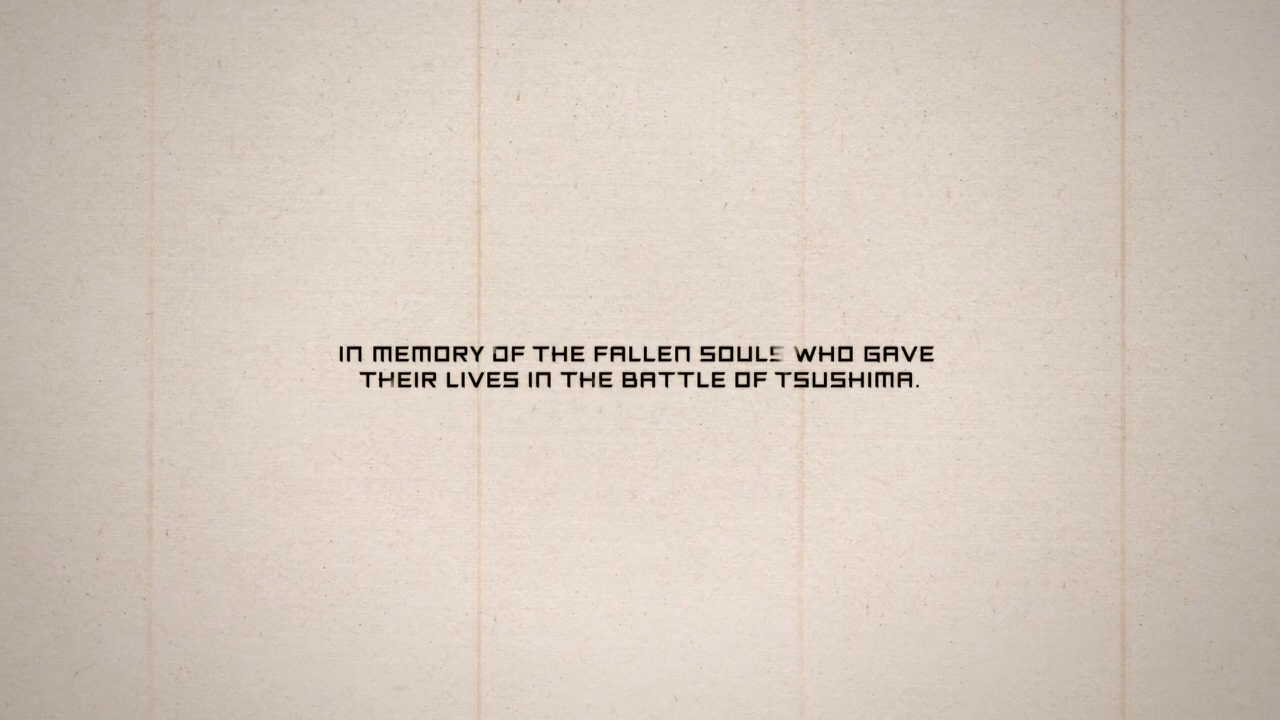 IN MEMORY OF THE FALLEN SOULS WHO GAVE
THEIR LIVES IN THE BATTLE OF TSUSHIMA.